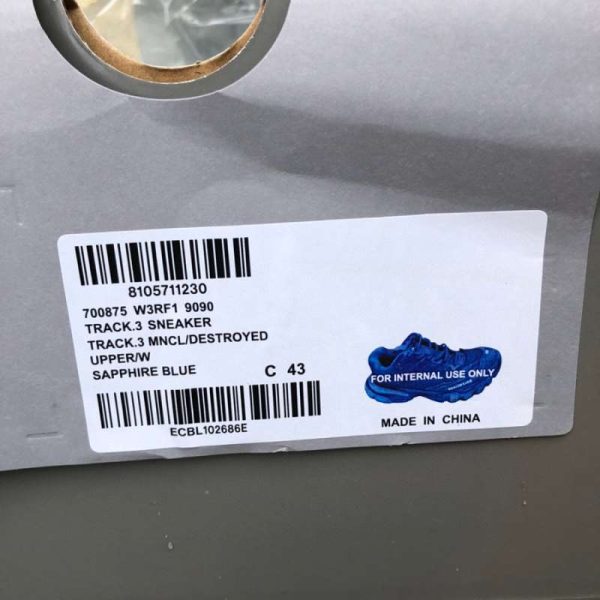 8105711230
700875 W3RF1 9090
TRACK.3 SNEAKER
TRACK.3 MNCL/DESTROYED
UPPER/W
SAPPHIRE BLUE C 43
ECBL102686E
FOR INTERNAL USE ONLY
MADE IN CHINA